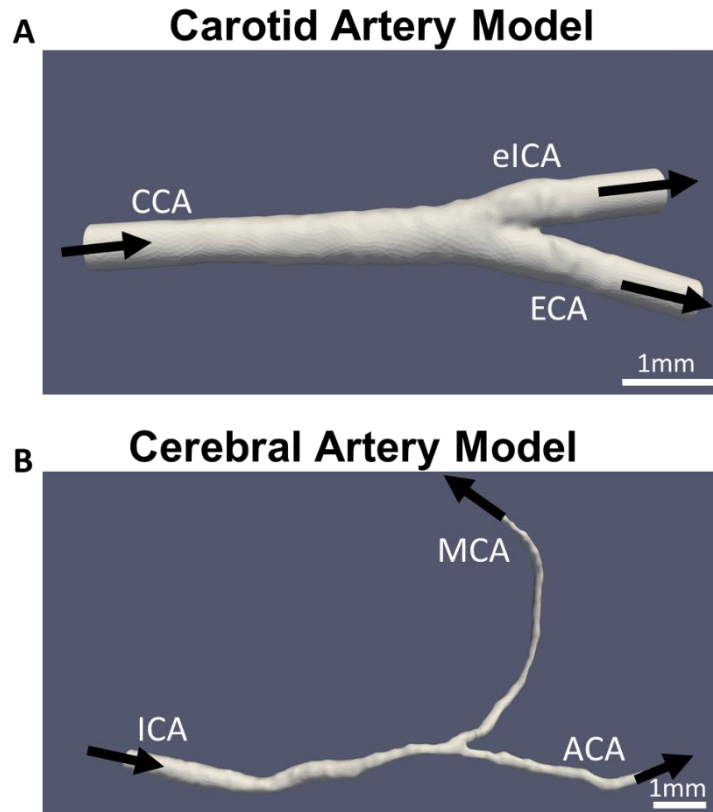 A
Carotid Artery Model
eICA
CCA
ECA
1mm
B
Cerebral Artery Model
MCA
ICA
ACA
1mm